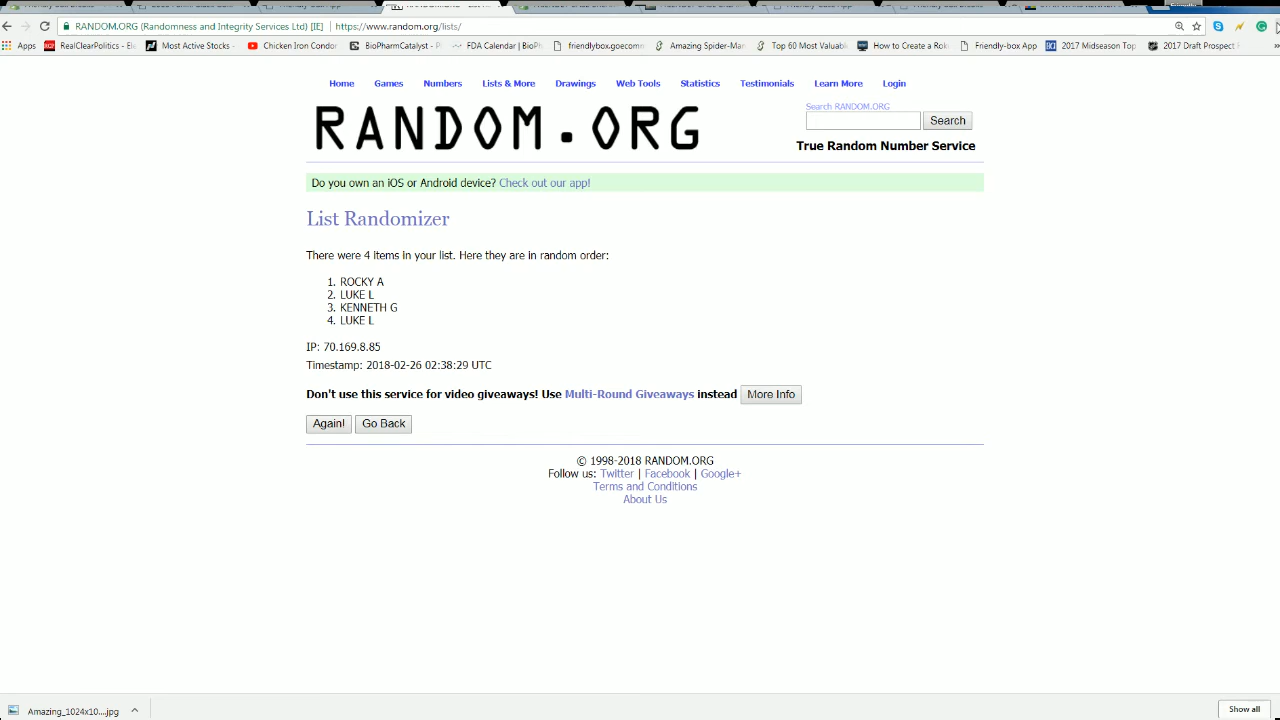 RANDOM.ORG (Randomness and Integrity Services Ltd) [IE] | https://www.random.org/lists/
Apps RealClearPolitics - Ele Most Active Stocks - Chicken Iron Condor BioPharmCatalyst - P FDA Calendar | BioPh friendlybox.goecomm Amazing Spider-Mar Top 60 Most Valuabl How to Create a Rok Friendly-box App 2017 Midseason Top 2017 Draft Prospect F »
Home Games Numbers Lists & More Drawings Web Tools Statistics Testimonials Learn More Login
RANDOM.ORG
Search RANDOM.ORG
Search
True Random Number Service
Do you own an iOS or Android device? Check out our app!
List Randomizer
There were 4 items in your list. Here they are in random order:
1. ROCKY A
2. LUKE L
3. KENNETH G
4. LUKE L
IP: 70.169.8.85
Timestamp: 2018-02-26 02:38:29 UTC
Don't use this service for video giveaways! Use Multi-Round Giveaways instead More Info
Again! Go Back
© 1998-2018 RANDOM.ORG
Follow us: Twitter | Facebook | Google+
Terms and Conditions
About Us
Amazing_1024x10....jpg Show all